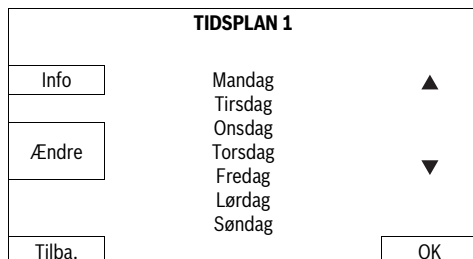 TIDSPLAN 1
Info
Mandag
Tirsdag
Onsdag
Ændre
Torsdag
Fredag
Lørdag
Søndag
Tilba.
OK